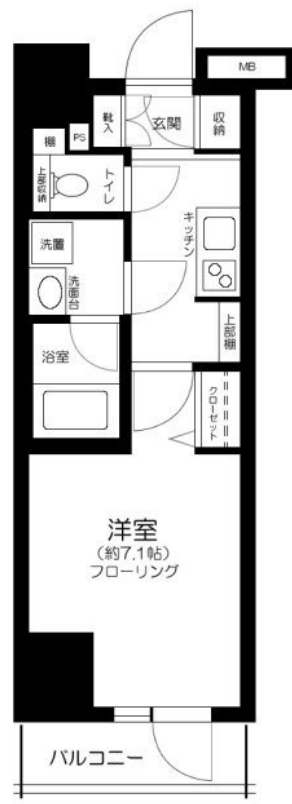 MB
靴入
玄関
収納
棚
PS
上部収納
トイレ
キッチン
洗置
洗面台
上部棚
浴室
クローゼット
洋室
(約7.1帖)
フローリング
バルコニー